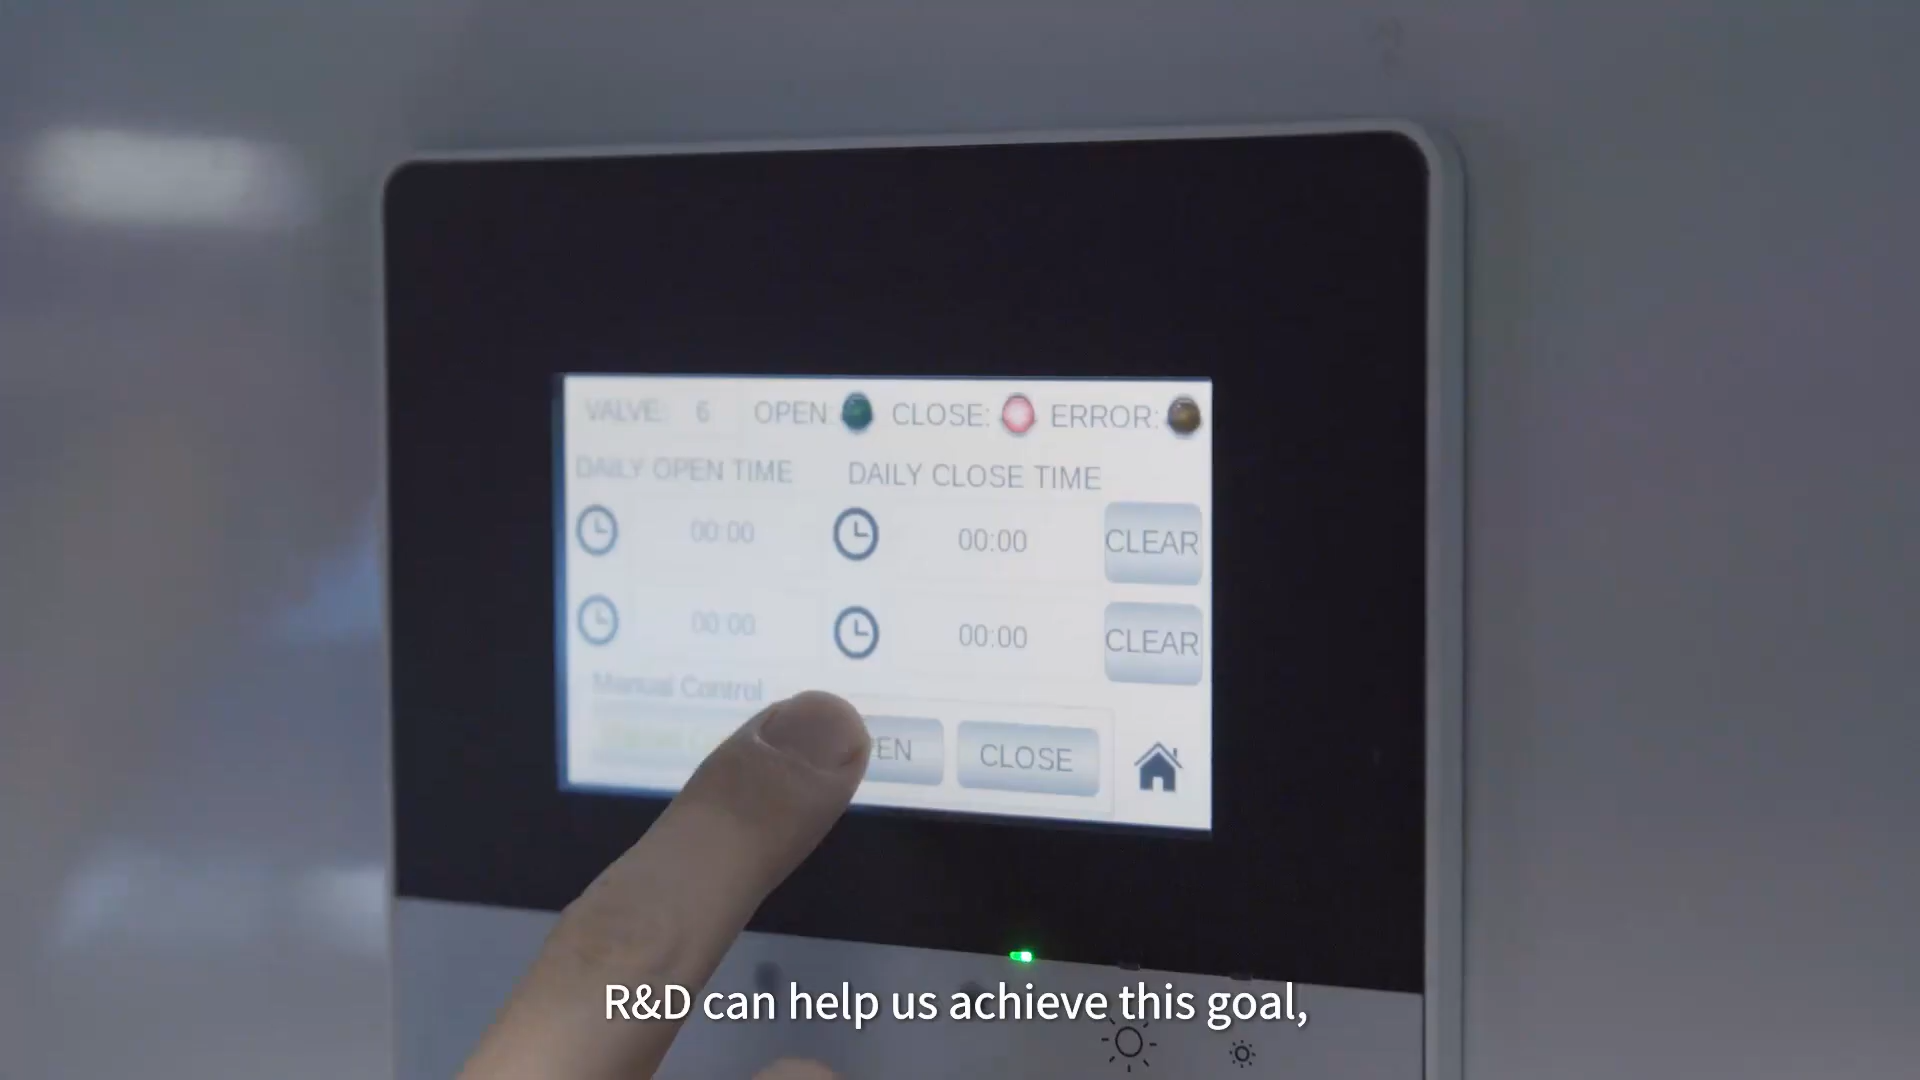 VALVE: 6 OPEN: CLOSE: ERROR:
DAILY OPEN TIME DAILY CLOSE TIME
00:00 00:00 CLEAR
00:00 00:00 CLEAR
Manual Control
PEN CLOSE
R&D can help us achieve this goal,